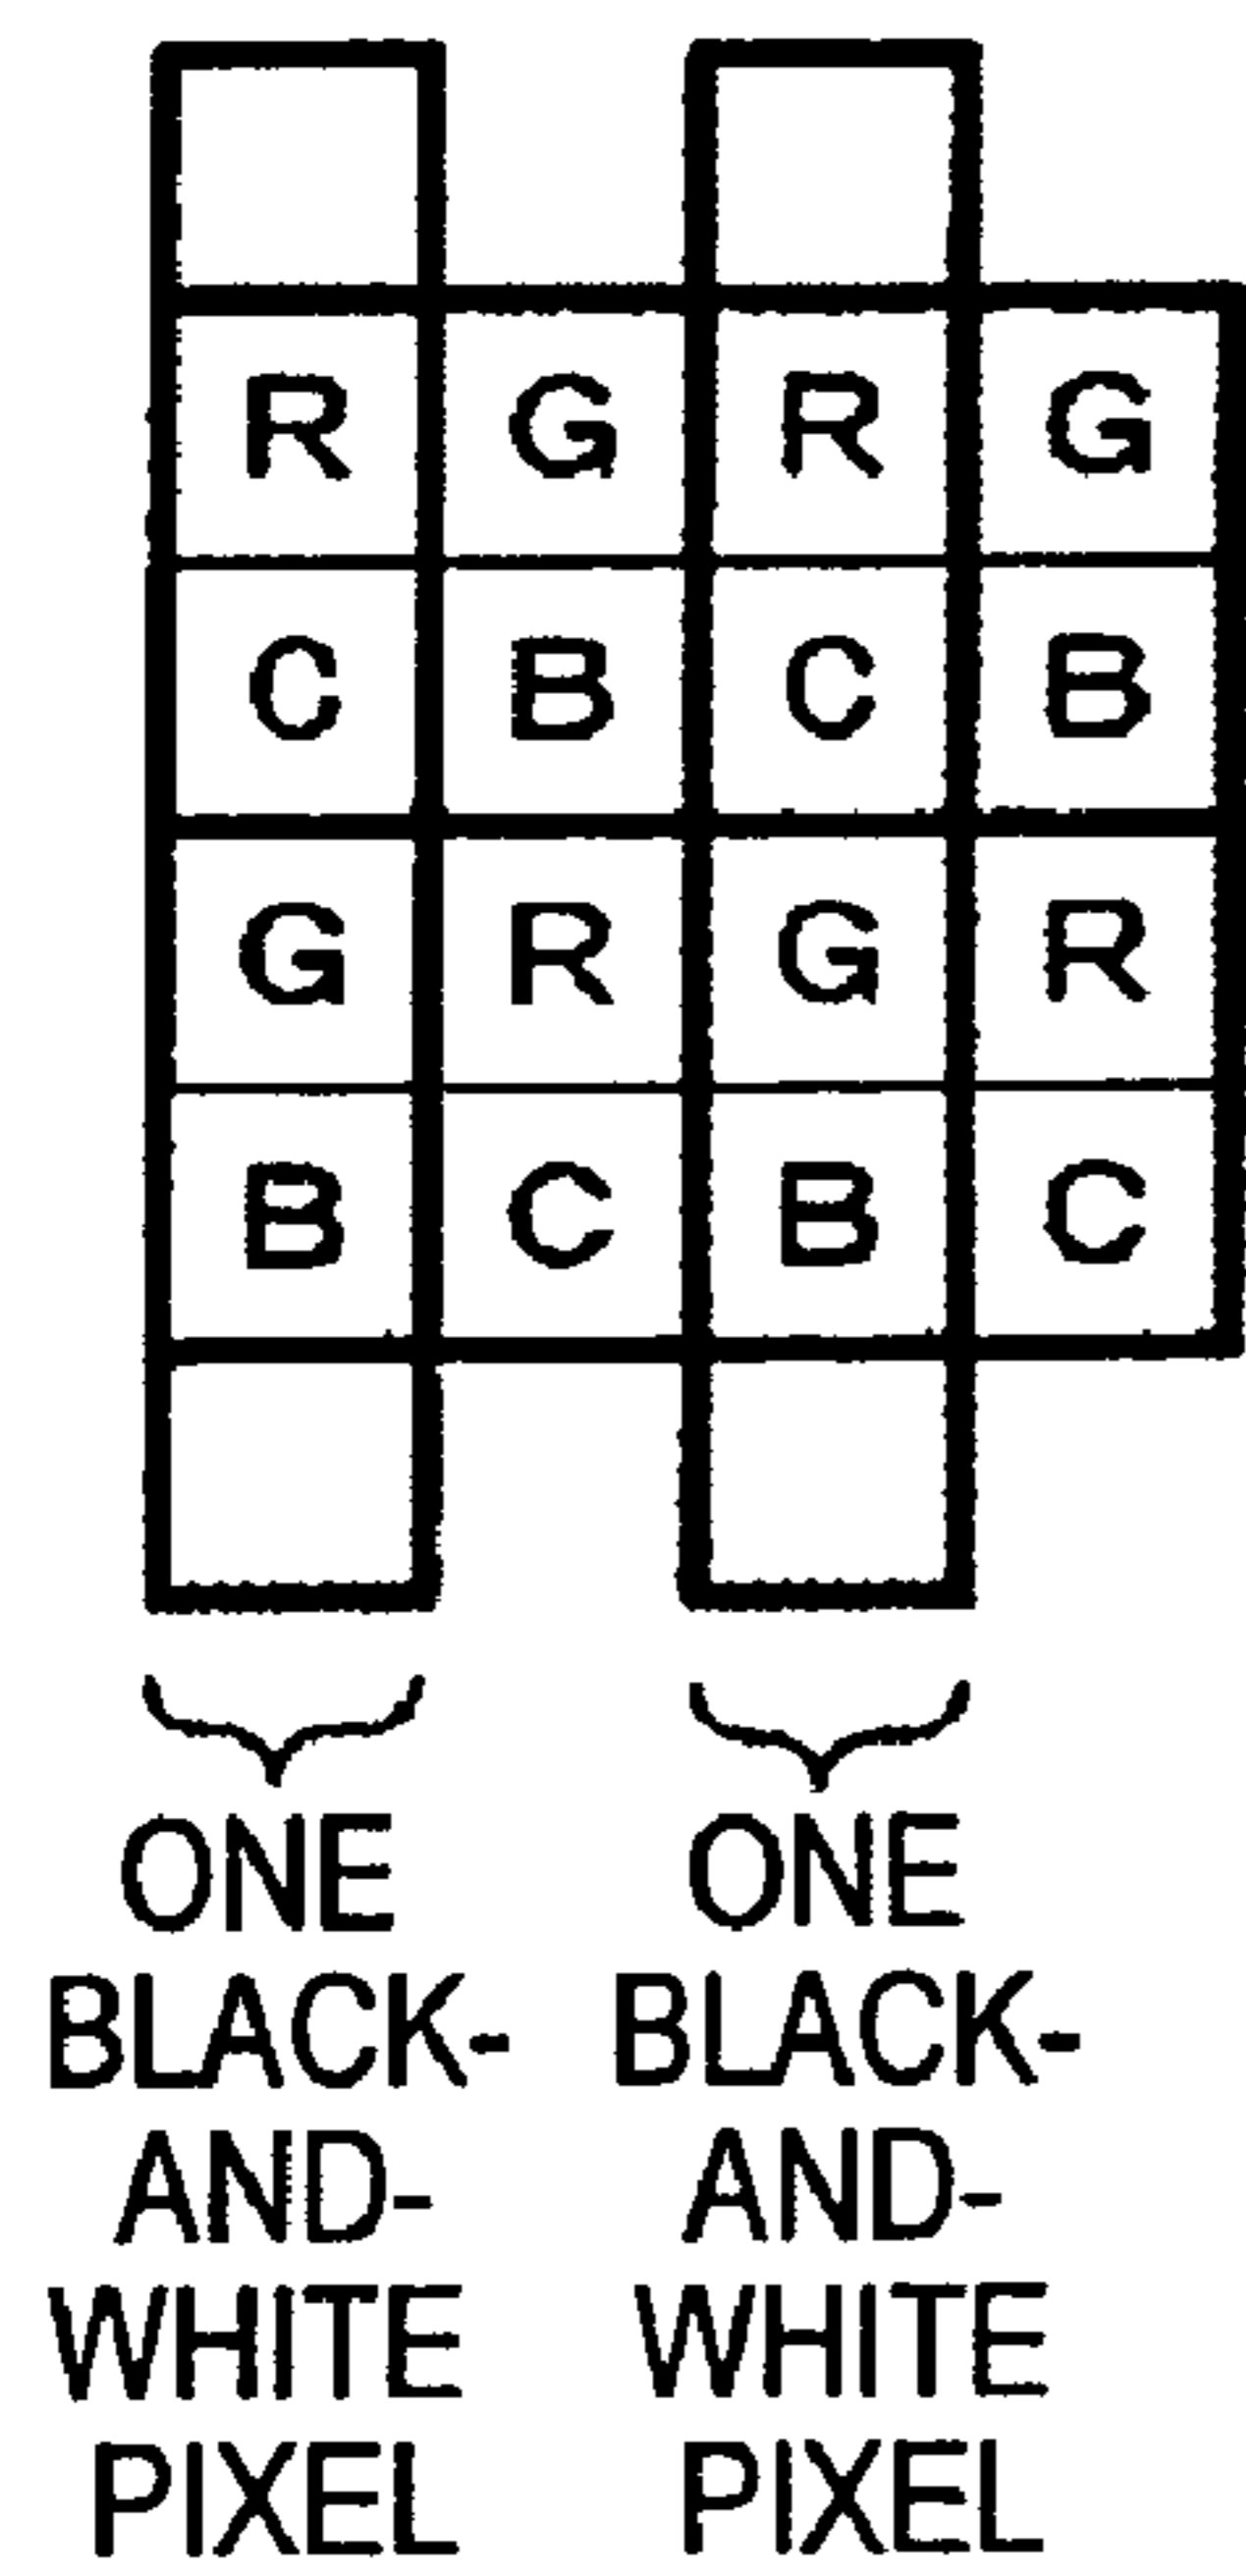 R G R G
C B C B
G R G R
B C B C
ONE ONE
BLACK- BLACK-
AND- AND-
WHITE WHITE
PIXEL PIXEL